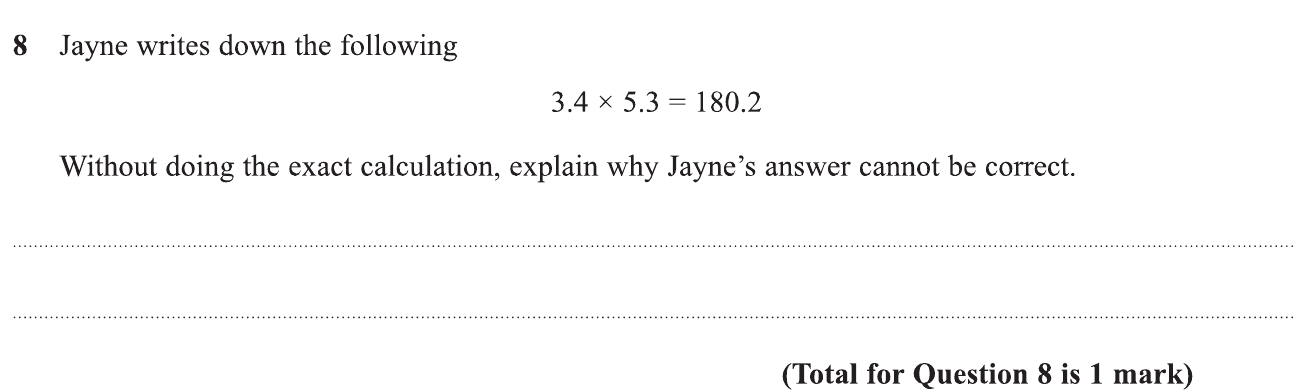 8 Jayne writes down the following
3.4 × 5.3 = 180.2
Without doing the exact calculation, explain why Jayne’s answer cannot be correct.
(Total for Question 8 is 1 mark)